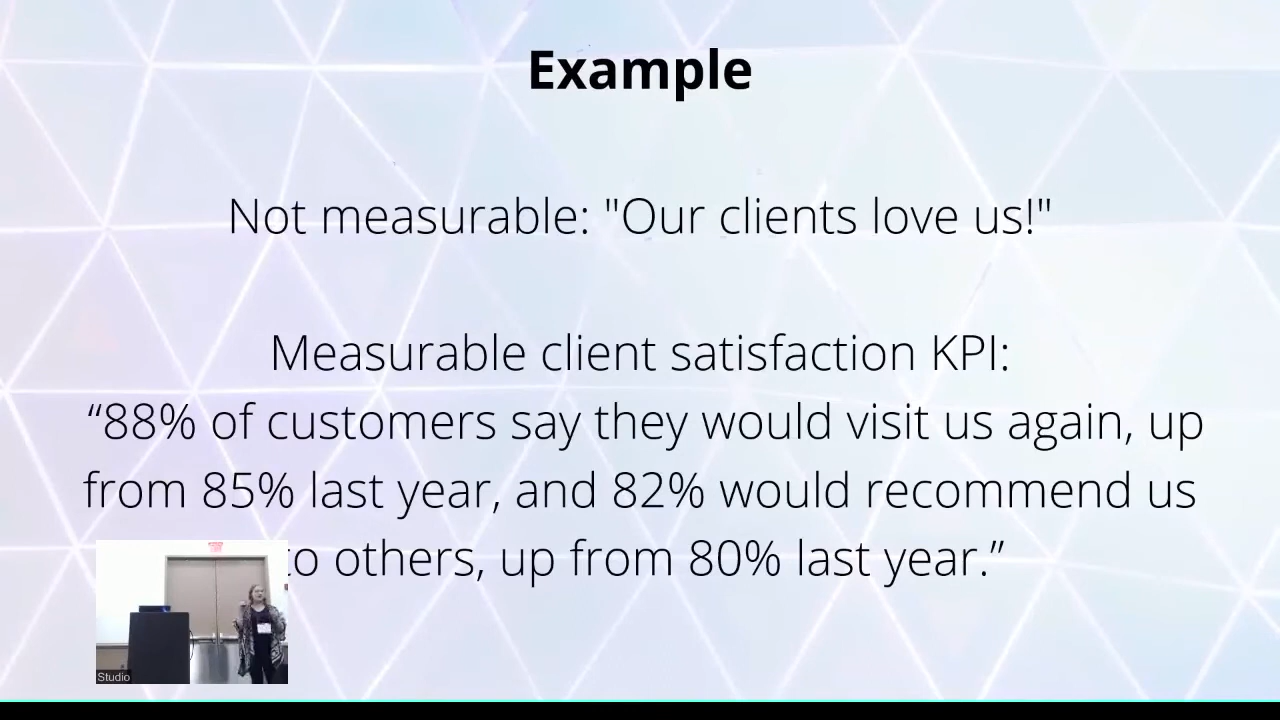 Example
Not measurable: "Our clients love us!"
Measurable client satisfaction KPI:
“88% of customers say they would visit us again, up
from 85% last year, and 82% would recommend us
to others, up from 80% last year.”
Studio